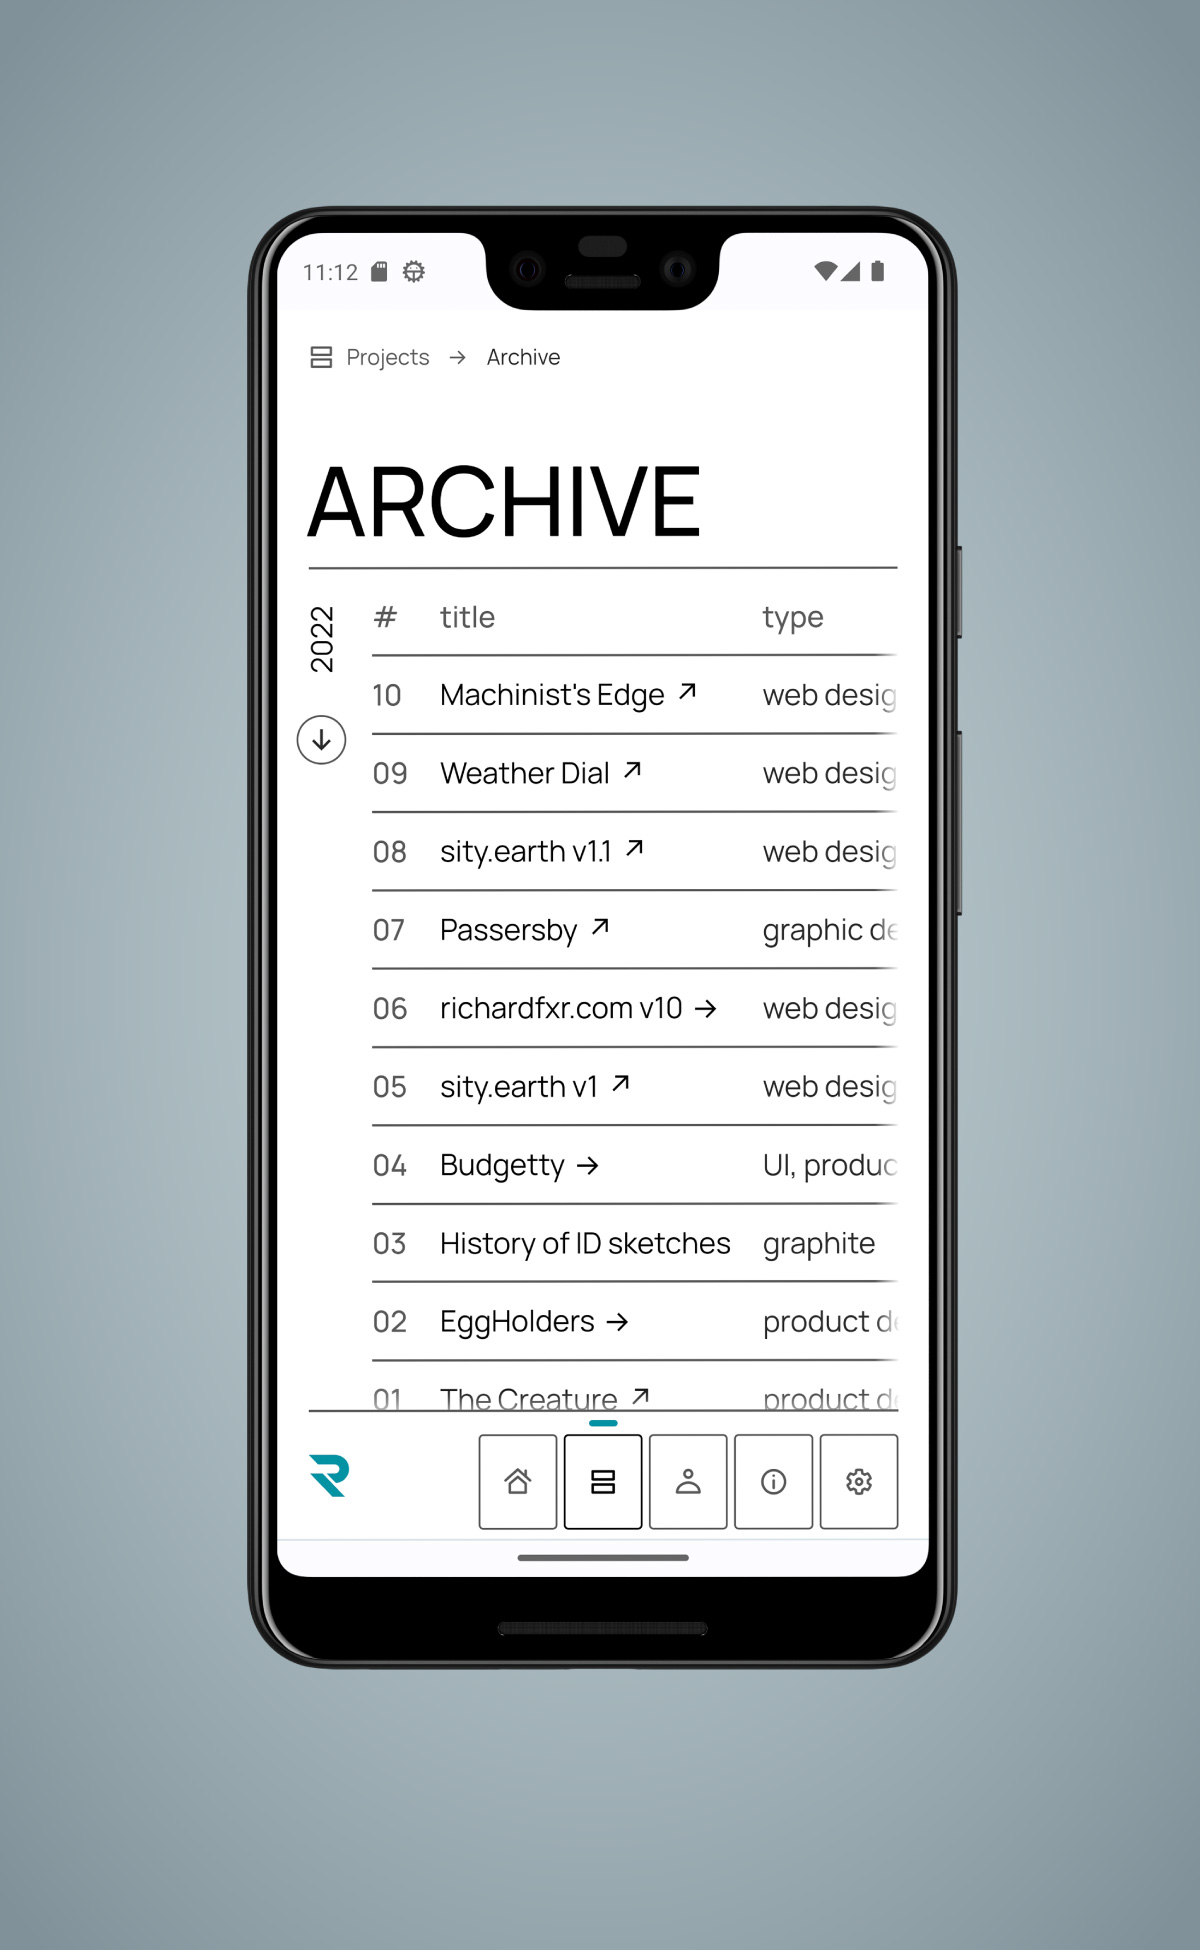 11:12
Projects → Archive
ARCHIVE
2022
# title type
10 Machinist's Edge ↗ web desig
09 Weather Dial ↗ web desig
08 sity.earth v1.1 ↗ web desig
07 Passersby ↗ graphic de
06 richardfxr.com v10 → web desig
05 sity.earth v1 ↗ web desig
04 Budgetty → UI, produc
03 History of ID sketches graphite
02 EggHolders → product de
01 The Creature ↗ product de